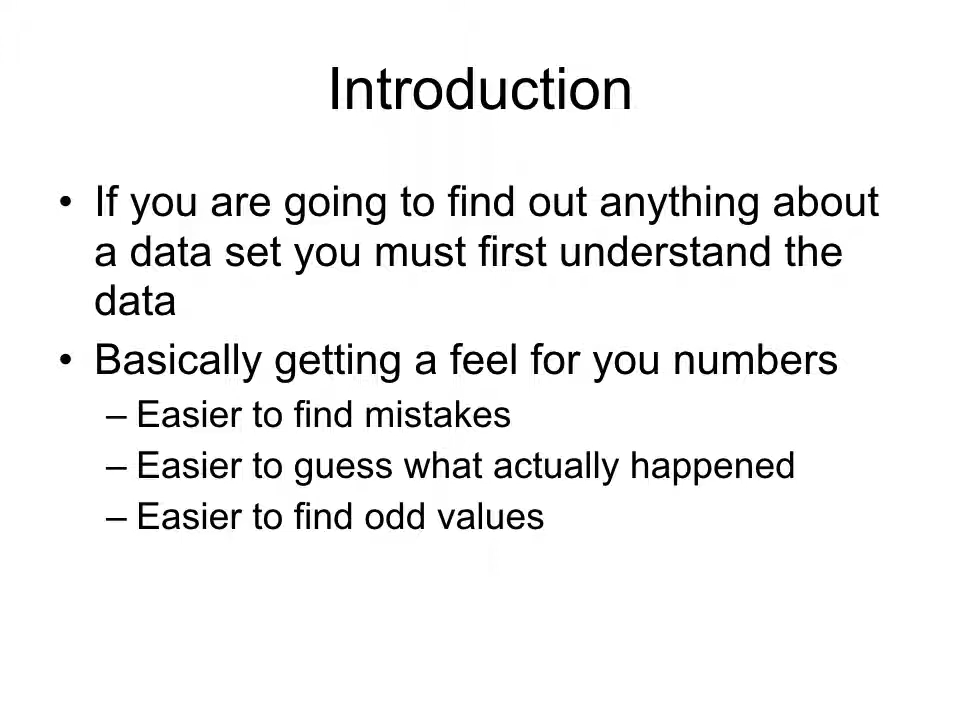 Introduction
• If you are going to find out anything about
a data set you must first understand the
data
• Basically getting a feel for you numbers
– Easier to find mistakes
– Easier to guess what actually happened
– Easier to find odd values